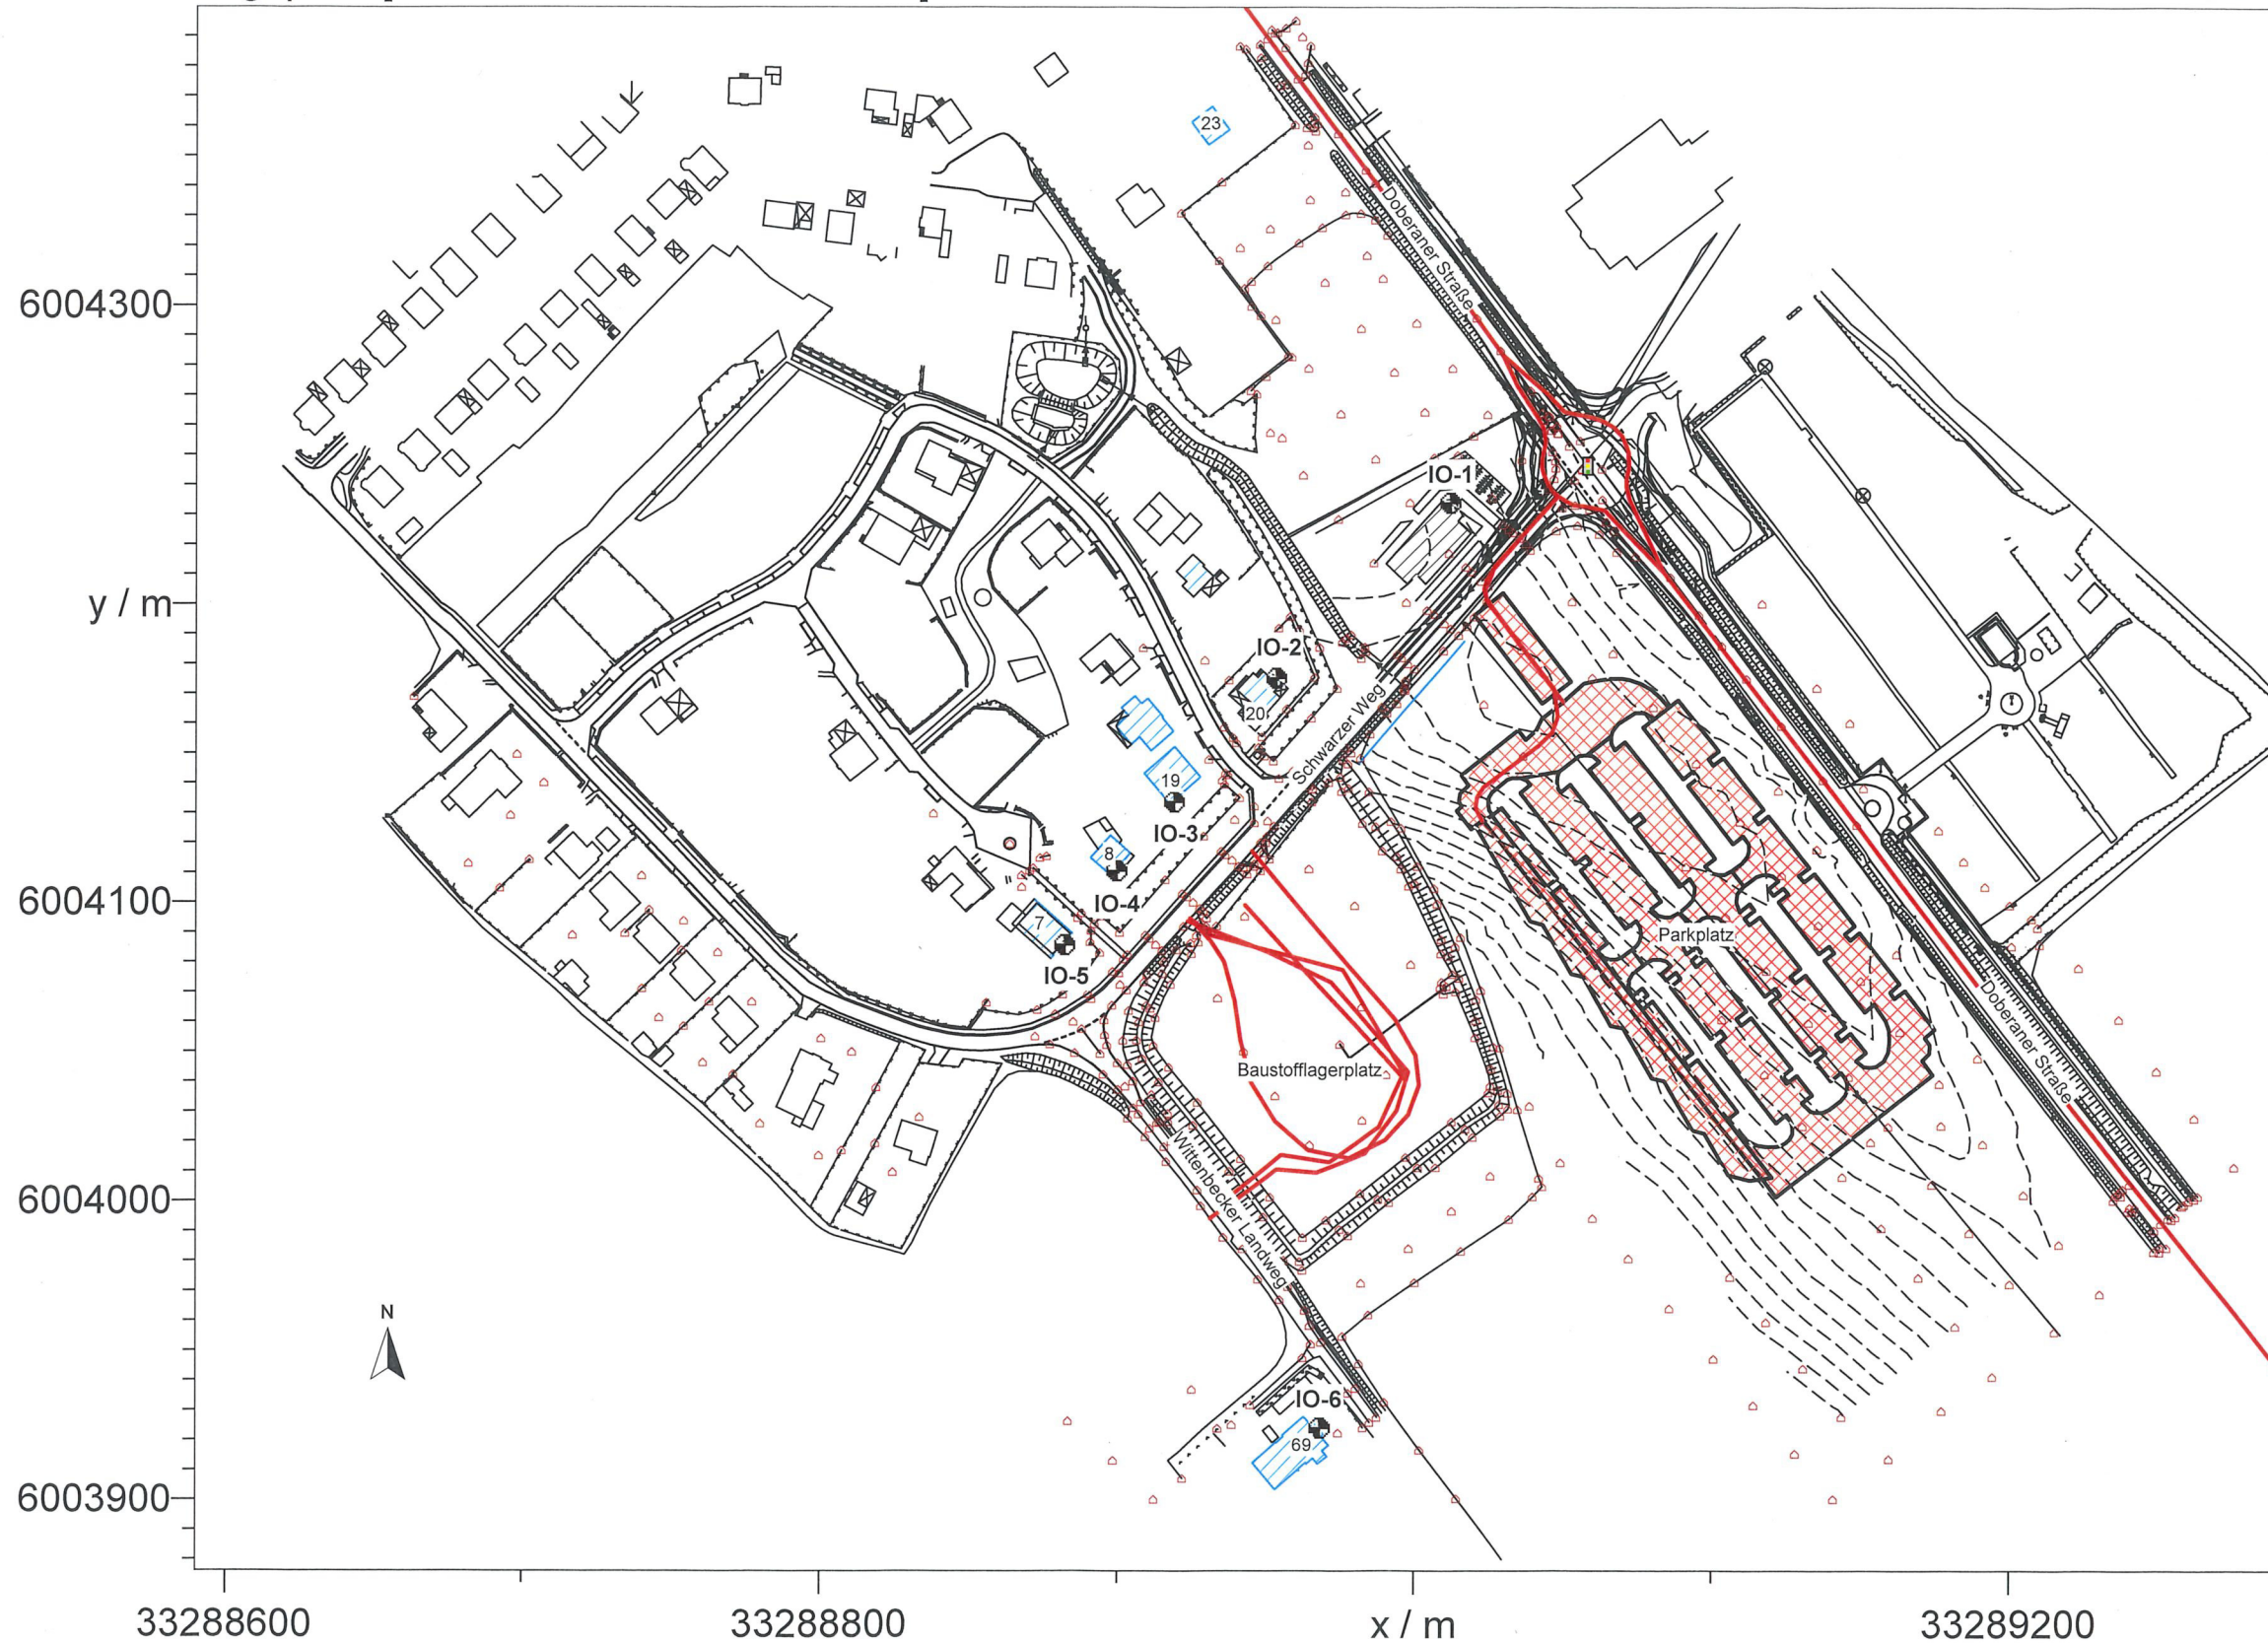 23
Doberaner Straße
6004300
IO-1
y / m
IO-2
20
Schwarzer Weg
19
IO-3
8
6004100
IO-4
7
Parkplatz
IO-5
Doberaner Straße
Baustofflagerplatz
Wittenbecker Landweg
6004000
N
IO-6
69
6003900
33288600
33288800
x / m
33289200